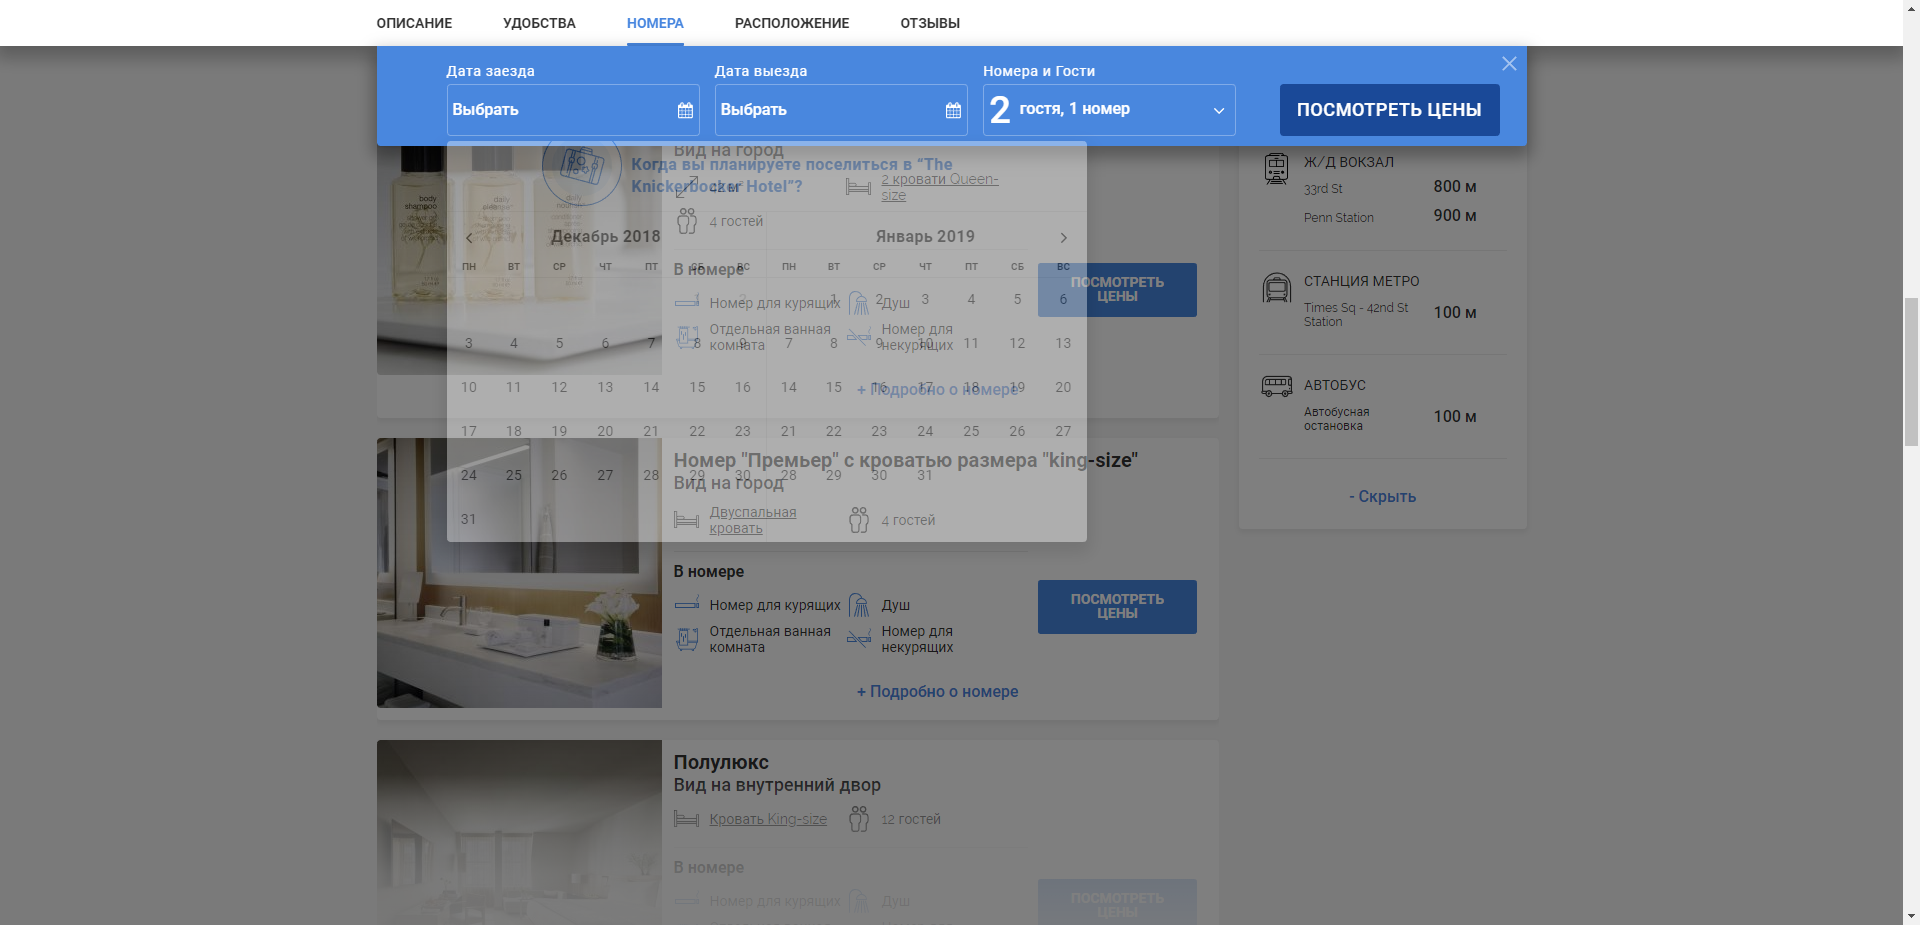 ОПИСАНИЕ УДОБСТВА НОМЕРА РАСПОЛОЖЕНИЕ ОТЗЫВЫ
Дата заезда Дата выезда Номера и Гости
Выбрать Выбрать 2 гостя, 1 номер ПОСМОТРЕТЬ ЦЕНЫ
Вид на город
Когда вы планируете поселиться в “The
Knickerbocker Hotel”?
2 кровати Queen-
size
4 гостей
Декабрь 2018 Январь 2019
ПН ВТ СР ЧТ ПТ СБ ВС ПН ВТ СР ЧТ ПТ СБ ВС
В номере
ПОСМОТРЕТЬ
ЦЕНЫ
1 2 1 2 3 4 5 6
Номер для курящих Душ
Отдельная ванная
комната
Номер для
некурящих
3 4 5 6 7 8 9 7 8 9 10 11 12 13
10 11 12 13 14 15 16 14 15 16 17 18 19 20
+ Подробно о номере
17 18 19 20 21 22 23 21 22 23 24 25 26 27
24 25 26 27 28 29 30 28 29 30 31
31
Номер "Премьер" с кроватью размера "king-size"
Вид на город
Двуспальная
кровать
4 гостей
В номере
Номер для курящих Душ
Отдельная ванная
комната
Номер для
некурящих
ПОСМОТРЕТЬ
ЦЕНЫ
+ Подробно о номере
Полулюкс
Вид на внутренний двор
Кровать King-size 12 гостей
В номере
Номер для курящих Душ
ПОСМОТРЕТЬ
ЦЕНЫ
Ж/Д ВОКЗАЛ
33rd St 800 м
Penn Station 900 м
СТАНЦИЯ МЕТРО
Times Sq - 42nd St
Station
100 м
АВТОБУС
Автобусная
остановка
100 м
- Скрыть
body
shampoo
daily